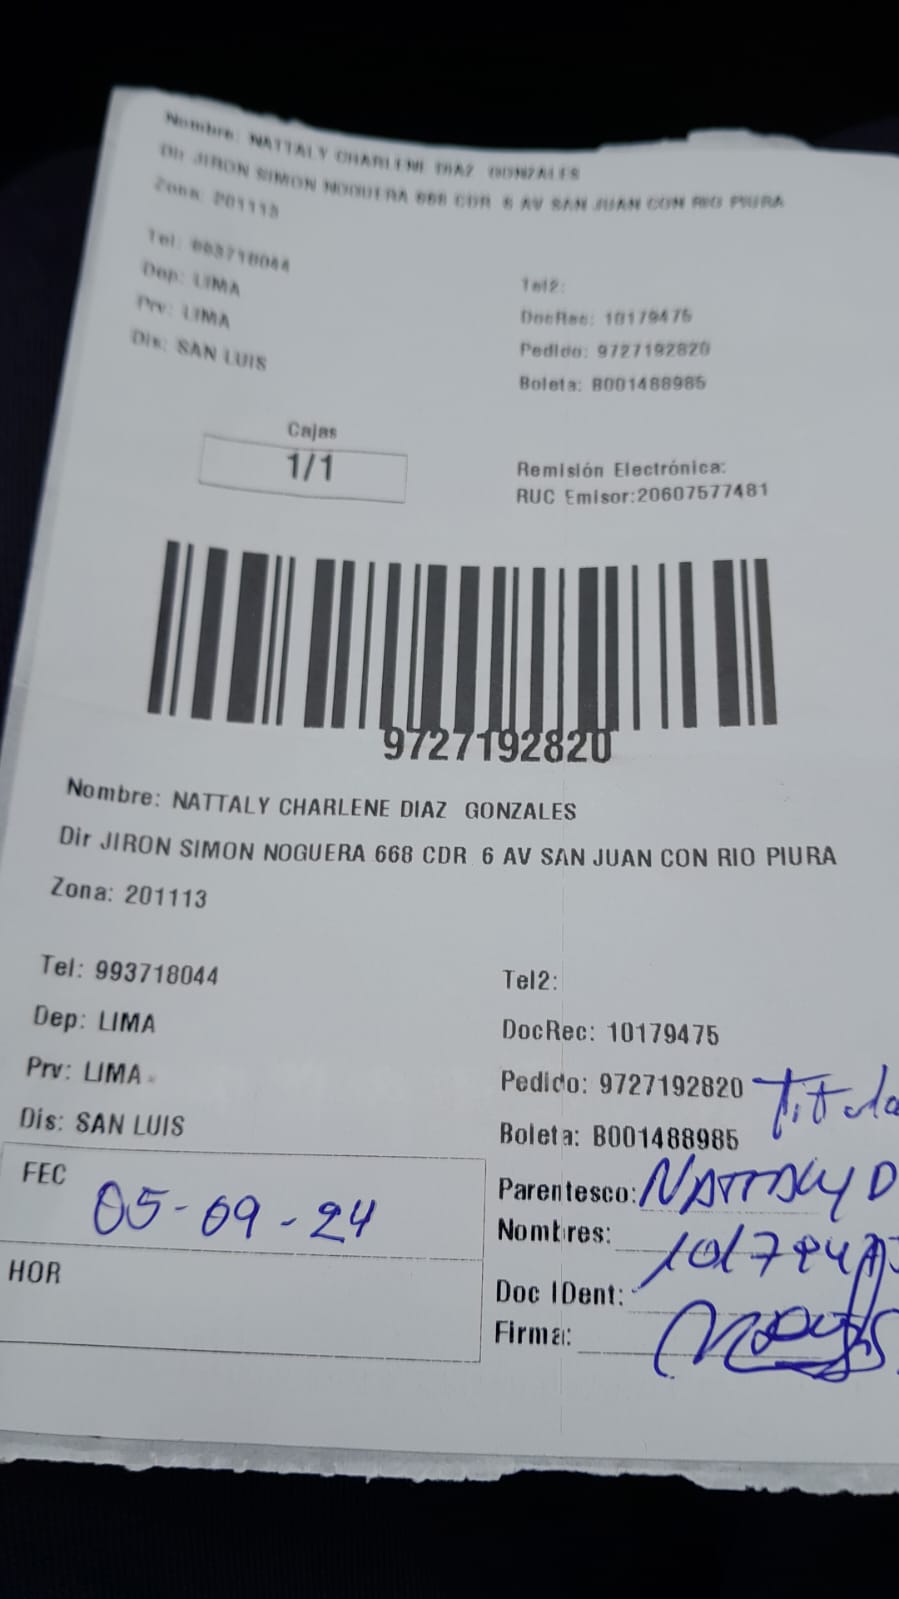 Nombre: NATTALY CHARLENE DIAZ GONZALES
Dir JIRON SIMON NOGUERA 668 CDR 6 AV SAN JUAN CON RIO PIURA
Zona: 201113
Tel: 993718044
Dep: LIMA
Prv: LIMA
Dis: SAN LUIS
Tel2:
DocRec: 10179475
Pedido: 9727192820
Boleta: B001488985
Cajas
1/1
Remisión Electrónica:
RUC Emisor:20607577481
9727192820
Nombre: NATTALY CHARLENE DIAZ GONZALES
Dir JIRON SIMON NOGUERA 668 CDR 6 AV SAN JUAN CON RIO PIURA
Zona: 201113
Tel: 993718044
Dep: LIMA
Prv: LIMA
Dis: SAN LUIS
Tel2:
DocRec: 10179475
Pedido: 9727192820
Boleta: B001488985
Titula
FEC 05-09-24
HOR
Parentesco: NATTALY D
Nombres:
Doc IDent:
Firma: